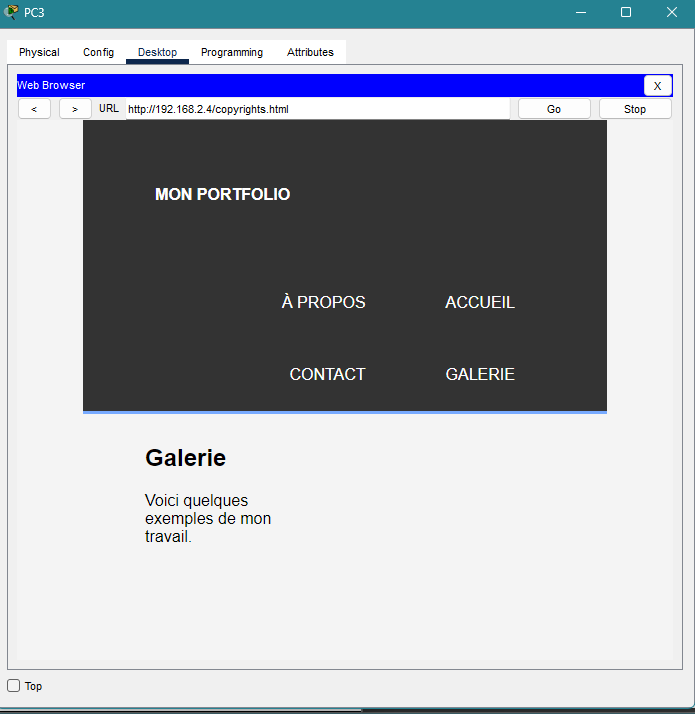 PC3
Physical Config Desktop Programming Attributes
Web Browser X
< > URL http://192.168.2.4/copyrights.html Go Stop
MON PORTFOLIO
À PROPOS ACCUEIL
CONTACT GALERIE
Galerie
Voici quelques
exemples de mon
travail.
Top